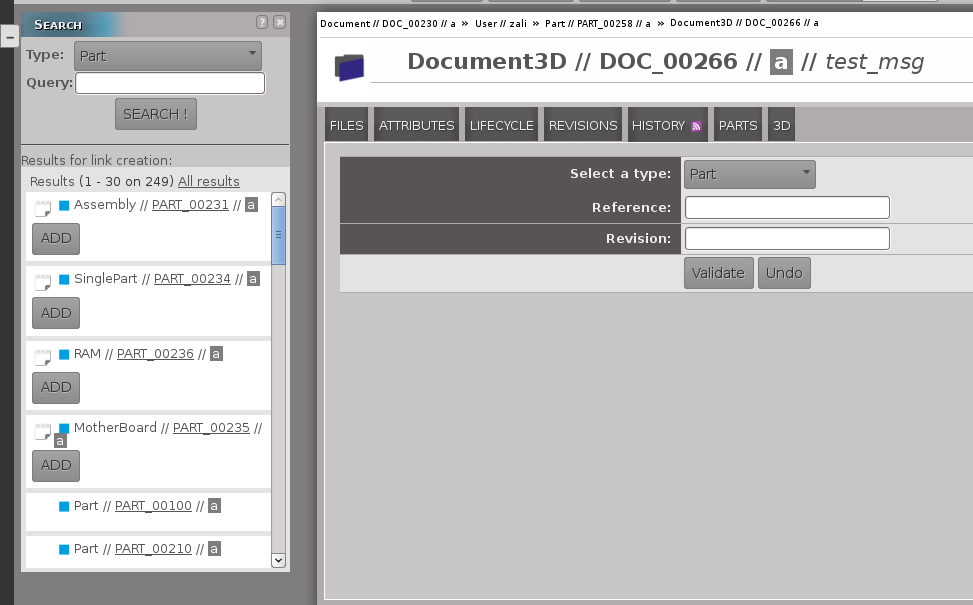 Search
?
x
Type: Part
Query:
SEARCH !
Results for link creation:
Results (1 - 30 on 249) All results
Assembly // PART_00231 // a
ADD
SinglePart // PART_00234 // a
ADD
RAM // PART_00236 // a
ADD
MotherBoard // PART_00235 //
a
ADD
Part // PART_00100 // a
Part // PART_00210 // a
Document // DOC_00230 // a » User // zali » Part // PART_00258 // a » Document3D // DOC_00266 // a
Document3D // DOC_00266 // a // test_msg
FILES ATTRIBUTES LIFECYCLE REVISIONS HISTORY PARTS 3D
Select a type: Part
Reference:
Revision:
Validate Undo